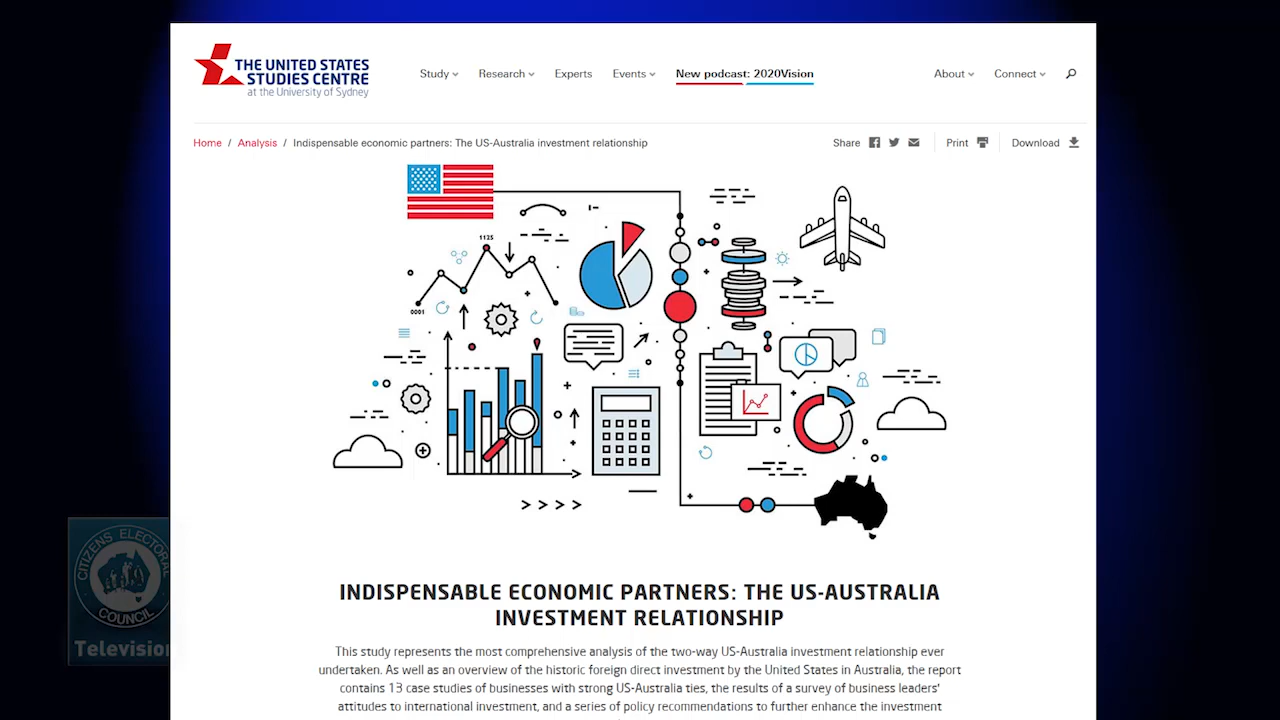 THE UNITED STATES
STUDIES CENTRE
at the University of Sydney
Study
Research
Experts
Events
New podcast: 2020Vision
About
Connect
Home / Analysis / Indispensable economic partners: The US-Australia investment relationship
Share
Print
Download
1125
0001
CITIZENS ELECTORAL
COUNCIL
Television
INDISPENSABLE ECONOMIC PARTNERS: THE US-AUSTRALIA
INVESTMENT RELATIONSHIP
This study represents the most comprehensive analysis of the two-way US-Australia investment relationship ever
undertaken. As well as an overview of the historic foreign direct investment by the United States in Australia, the report
contains 13 case studies of businesses with strong US-Australia ties, the results of a survey of business leaders'
attitudes to international investment, and a series of policy recommendations to further enhance the investment